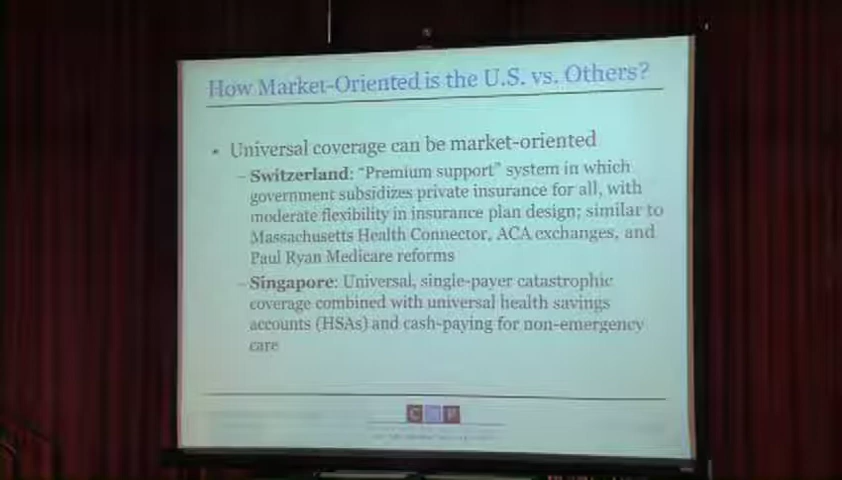 How Market-Oriented is the U.S. vs. Others?
• Universal coverage can be market-oriented
– Switzerland: "Premium support" system in which
government subsidizes private insurance for all, with
moderate flexibility in insurance plan design; similar to
Massachusetts Health Connector, ACA exchanges, and
Paul Ryan Medicare reforms
– Singapore: Universal, single-payer catastrophic
coverage combined with universal health savings
accounts (HSAs) and cash-paying for non-emergency
care